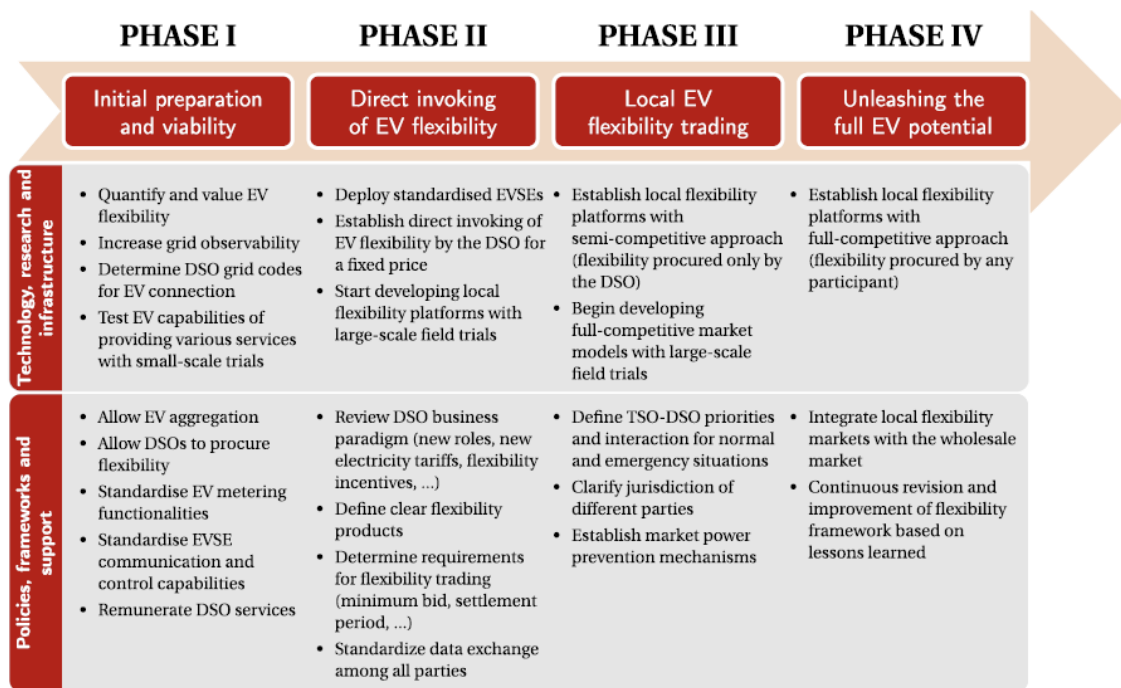 PHASE I
PHASE II
PHASE III
PHASE IV
Initial preparation
and viability
Direct invoking
of EV flexibility
Local EV
flexibility trading
Unleashing the
full EV potential
Technology, research and
infrastructure
• Quantify and value EV
flexibility
• Increase grid observability
• Determine DSO grid codes
for EV connection
• Test EV capabilities of
providing various services
with small-scale trials
• Deploy standardised EVSEs
• Establish direct invoking of
EV flexibility by the DSO for
a fixed price
• Start developing local
flexibility platforms with
large-scale field trials
• Establish local flexibility
platforms with
semi-competitive approach
(flexibility procured only by
the DSO)
• Begin developing
full-competitive market
models with large-scale
field trials
• Establish local flexibility
platforms with
full-competitive approach
(flexibility procured by any
participant)
Policies, frameworks and
support
• Allow EV aggregation
• Allow DSOs to procure
flexibility
• Standardise EV metering
functionalities
• Standardise EVSE
communication and
control capabilities
• Remunerate DSO services
• Review DSO business
paradigm (new roles, new
electricity tariffs, flexibility
incentives, ...)
• Define clear flexibility
products
• Determine requirements
for flexibility trading
(minimum bid, settlement
period, ...)
• Standardize data exchange
among all parties
• Define TSO-DSO priorities
and interaction for normal
and emergency situations
• Clarify jurisdiction of
different parties
• Establish market power
prevention mechanisms
• Integrate local flexibility
markets with the wholesale
market
• Continuous revision and
improvement of flexibility
framework based on
lessons learned